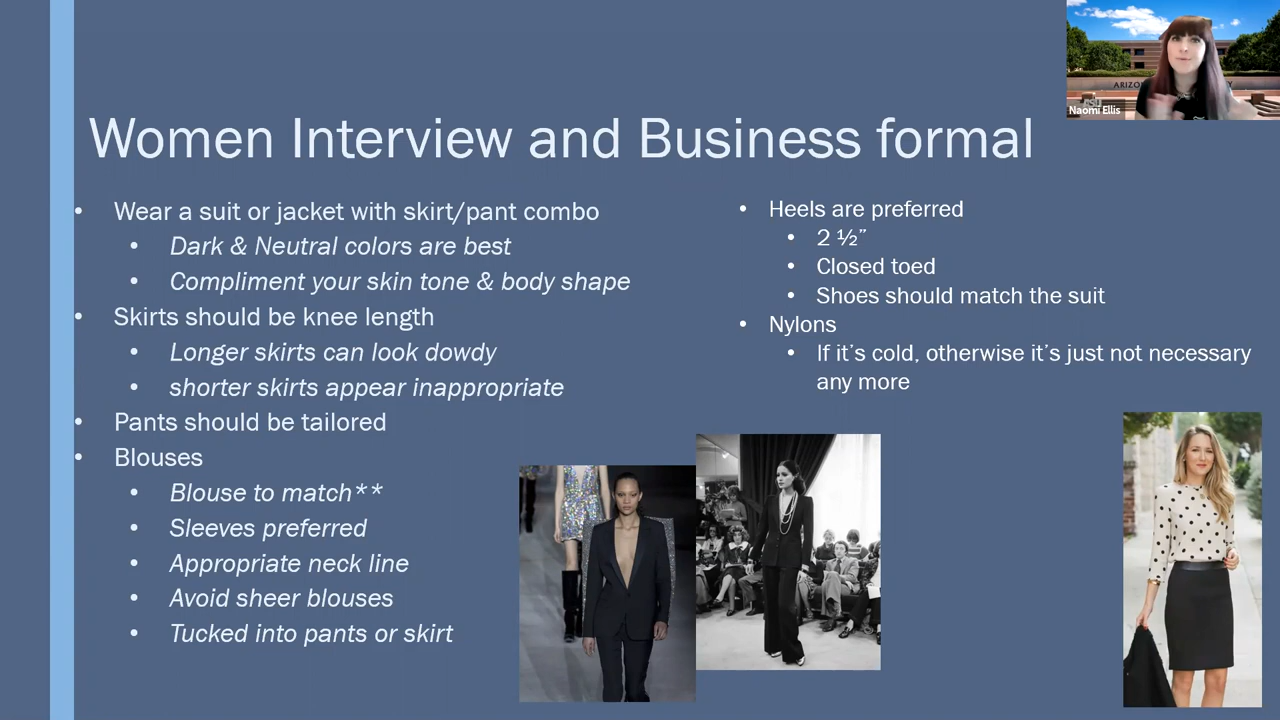 Women Interview and Business formal
• Wear a suit or jacket with skirt/pant combo
• Dark & Neutral colors are best
• Compliment your skin tone & body shape
• Skirts should be knee length
• Longer skirts can look dowdy
• shorter skirts appear inappropriate
• Pants should be tailored
• Blouses
• Blouse to match**
• Sleeves preferred
• Appropriate neck line
• Avoid sheer blouses
• Tucked into pants or skirt
• Heels are preferred
• 2 ½”
• Closed toed
• Shoes should match the suit
• Nylons
• If it’s cold, otherwise it’s just not necessary
any more
Naomi Ellis